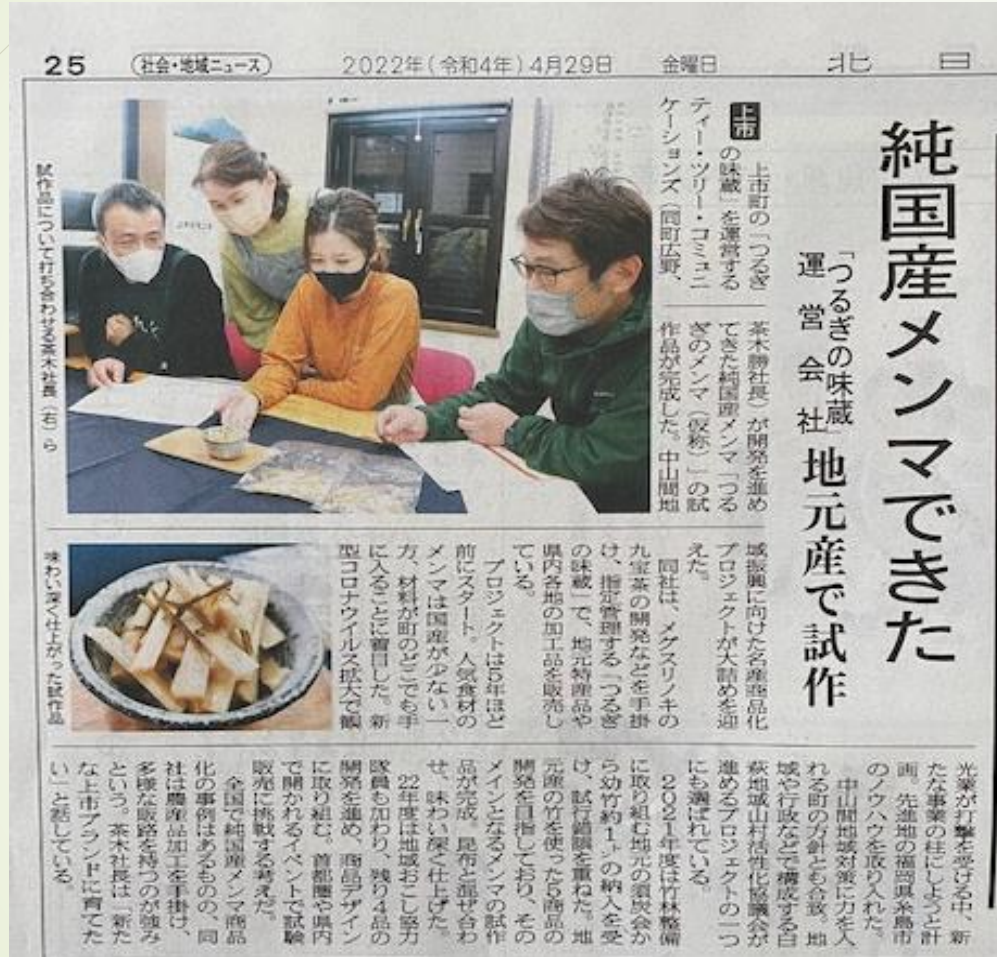 25
(社会・地域ニュース)
2022年(令和4年)4月29日
金曜日
北 日
純国産メンマできた
「つるぎの味蔵」
運営会社
地元産で試作
上市
上市町の「つるぎ
の味蔵」を運営する
ティー・ツリー・コミュニ
ケーションズ(同町広野、
茶木勝社長)が開発を進め
てきた純国産メンマ「つる
ぎのメンマ(仮称)」の試
作品が完成した。中山間地
域振興に向けた名産商品化
プロジェクトが大詰めを迎
えた。
同社は、メグスリノキの
九宝茶の開発などを手掛
け、指定管理する「つるぎ
の味蔵」で、地元特産品や
県内各地の加工品を販売し
ている。
プロジェクトは5年ほど
前にスタート。人気食材の
メンマは国産が少ない一
方、材料が町のどこでも手
に入ることに着目した。新
型コロナウイルス拡大で観
光業が打撃を受ける中、新
たな事業の柱にしようと計
画。先進地の福岡県糸島市
のノウハウを取り入れた。
中山間地域対策に力を入
れる町の方針とも合致。地
域や行政などで構成する白
萩地域山村活性化協議会が
進めるプロジェクトの一つ
にも選ばれている。
2021年度は竹林整備
に取り組む地元の須炭会か
ら幼竹約1㌧の納入を受
け、試行錯誤を重ねた。地
元産の竹を使った5商品の
開発を目指しており、その
メインとなるメンマの試作
品が完成。昆布と混ぜ合わ
せ、味わい深く仕上げた。
22年度は地域おこし協力
隊員も加わり、残り4品の
開発を進め、商品デザイン
に取り組む。首都圏や県内
で開かれるイベントで試験
販売に挑戦する考えだ。
全国で純国産メンマ商品
化の事例はあるものの、同
社は農産品加工を手掛け、
多様な販路を持つのが強み
という。茶木社長は「新た
な上市ブランドに育てた
い」と話している。
試作品について打ち合わせる茶木社長(右)ら
味わい深く仕上がった試作品